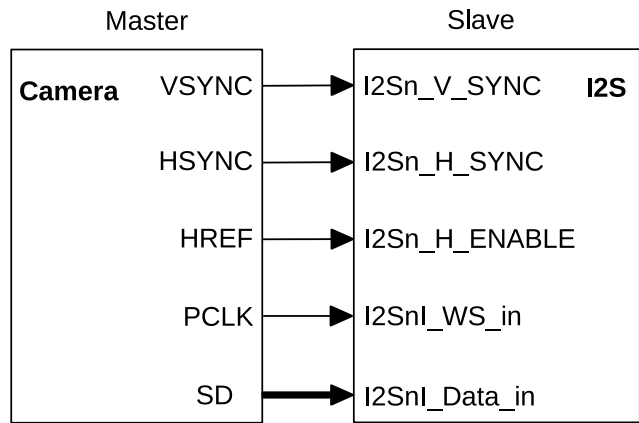 Master
Slave
Camera
VSYNC
I2Sn_V_SYNC
I2S
HSYNC
I2Sn_H_SYNC
HREF
I2Sn_H_ENABLE
PCLK
I2SnI_WS_in
SD
I2SnI_Data_in